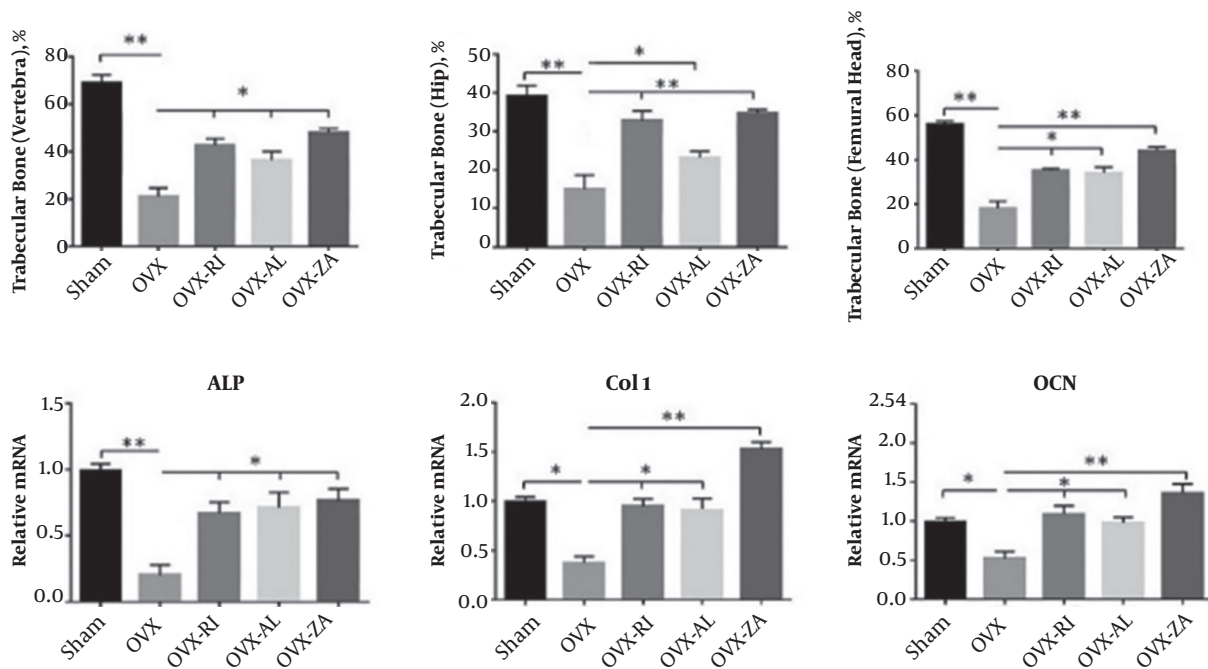 Trabecular Bone (Vertebra), %
80
60
40
20
0
**
*
Sham
OVX
OVX-RI
OVX-AL
OVX-ZA
Trabecular Bone (Hip), %
50
40
30
20
10
0
**
*
**
Sham
OVX
OVX-RI
OVX-AL
OVX-ZA
Trabecular Bone (Femural Head), %
80
60
40
20
0
**
**
*
Sham
OVX
OVX-RI
OVX-AL
OVX-ZA
ALP
Relative mRNA
1.5
1.0
0.5
0.0
**
*
Sham
OVX
OVX-RI
OVX-AL
OVX-ZA
Col 1
Relative mRNA
2.0
1.5
1.0
0.5
0.0
*
*
**
Sham
OVX
OVX-RI
OVX-AL
OVX-ZA
OCN
Relative mRNA
2.54
2.0
1.5
1.0
0.5
0.0
*
**
*
Sham
OVX
OVX-RI
OVX-AL
OVX-ZA